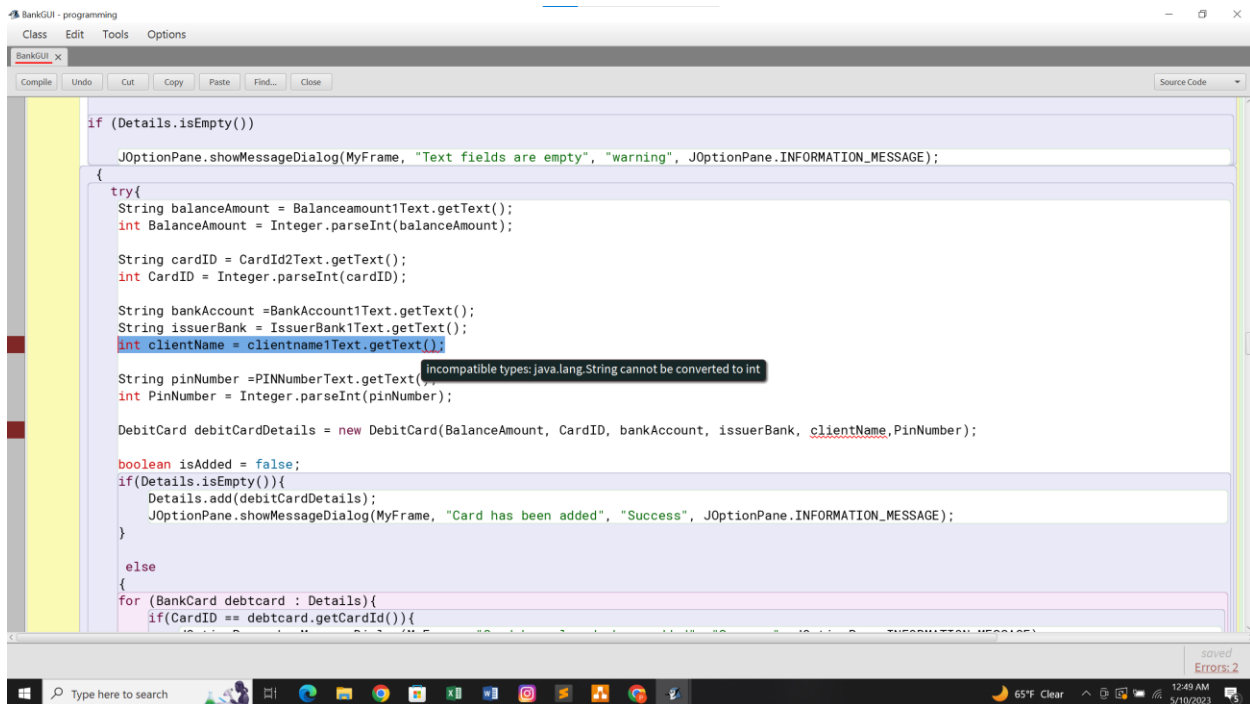 BankGUI - programming
Class Edit Tools Options
BankGUI
Compile Undo Cut Copy Paste Find... Close Source Code
if (Details.isEmpty())
JOptionPane.showMessageDialog(MyFrame, "Text fields are empty", "warning", JOptionPane.INFORMATION_MESSAGE);
{
try{
String balanceAmount = Balanceamount1Text.getText();
int BalanceAmount = Integer.parseInt(balanceAmount);
String cardID = CardId2Text.getText();
int CardID = Integer.parseInt(cardID);
String bankAccount =BankAccount1Text.getText();
String issuerBank = IssuerBank1Text.getText();
int clientName = clientname1Text.getText();
incompatible types: java.lang.String cannot be converted to int
String pinNumber =PINNumberText.getText();
int PinNumber = Integer.parseInt(pinNumber);
DebitCard debitCardDetails = new DebitCard(BalanceAmount, CardID, bankAccount, issuerBank, clientName,PinNumber);
boolean isAdded = false;
if(Details.isEmpty()){
Details.add(debitCardDetails);
JOptionPane.showMessageDialog(MyFrame, "Card has been added", "Success", JOptionPane.INFORMATION_MESSAGE);
}
else
{
for (BankCard debtcard : Details){
if(CardID == debtcard.getCardId()){
saved
Errors: 2
Type here to search
65°F Clear
12:49 AM
5/10/2023